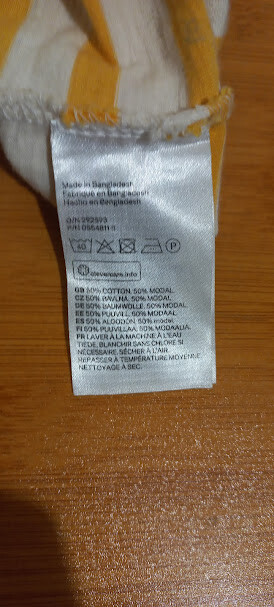 Made in Bangladesh
Fabriqué en Bangladesh
Hecho en Bangladesh
O/N 292593
P/N
40 P
clevercare.info
GB 50% COTTON, 50% MODAL
CZ 50% BAVLNA, 50% MODAL
DE 50% BAUMWOLLE, 50% MODAL
EE 50% PUUVILL, 50% MODAAL
ES 50% ALGODÓN, 50% modal
FI 50% PUUVILLAA, 50% MODAALIA
FR LAVER À LA MACHINE À L'EAU
TIÈDE, BLANCHIR SANS CHLORE SI
NÉCESSAIRE, SÉCHER À L'AIR,
REPASSER À TEMPÉRATURE MOYENNE
NETTOYAGE À SEC.